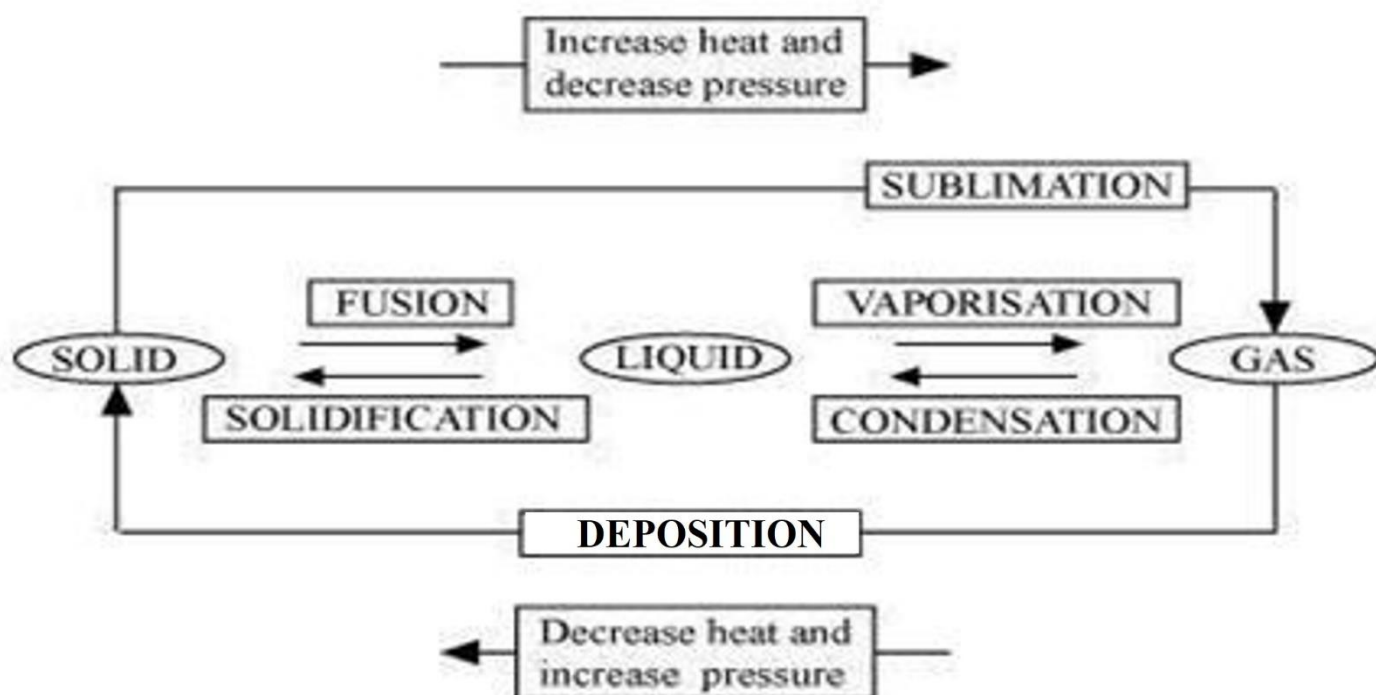 Increase heat and
decrease pressure
SUBLIMATION
FUSION
VAPORISATION
SOLID
LIQUID
GAS
SOLIDIFICATION
CONDENSATION
DEPOSITION
Decrease heat and
increase pressure